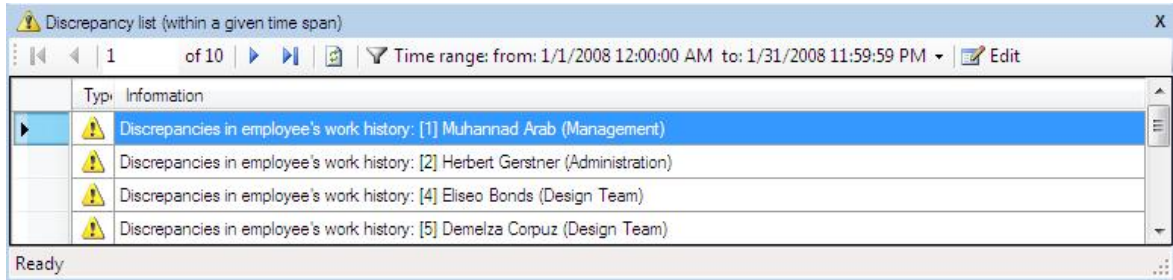 Discrepancy list (within a given time span) X
1 of 10 Time range: from: 1/1/2008 12:00:00 AM to: 1/31/2008 11:59:59 PM Edit
Typ Information
Discrepancies in employee's work history: [1] Muhannad Arab (Management)
Discrepancies in employee's work history: [2] Herbert Gerstner (Administration)
Discrepancies in employee's work history: [4] Eliseo Bonds (Design Team)
Discrepancies in employee's work history: [5] Demelza Corpuz (Design Team)
Ready